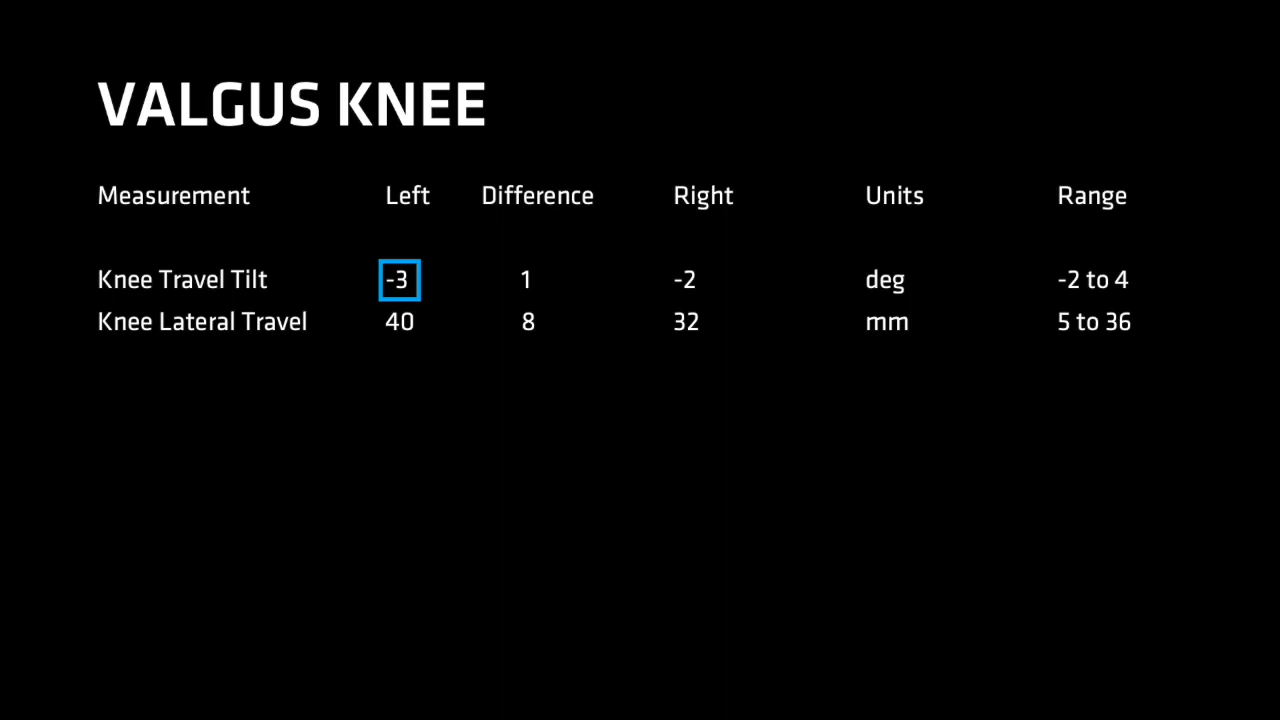 VALGUS KNEE
Measurement Left Difference Right Units Range
Knee Travel Tilt -3 1 -2 deg -2 to 4
Knee Lateral Travel 40 8 32 mm 5 to 36